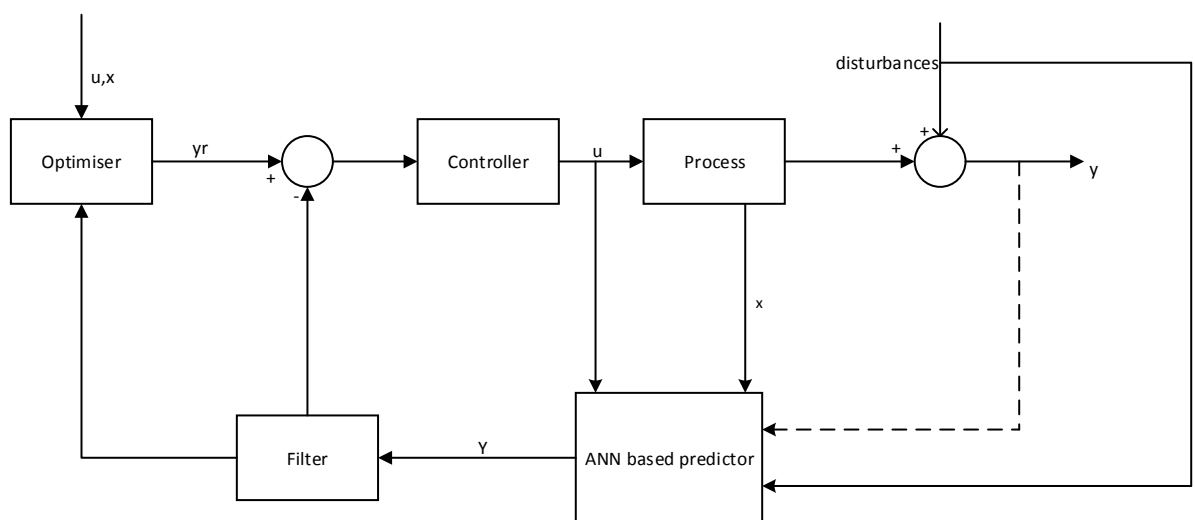 u,x
disturbances
Optimiser
yr
+
-
Controller
u
Process
+
+
y
x
Filter
Y
ANN based predictor